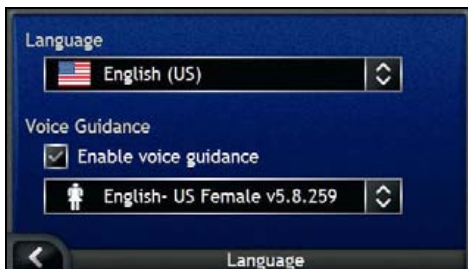 Language
English (US)
Voice Guidance
Enable voice guidance
English- US Female v5.8.259
Language